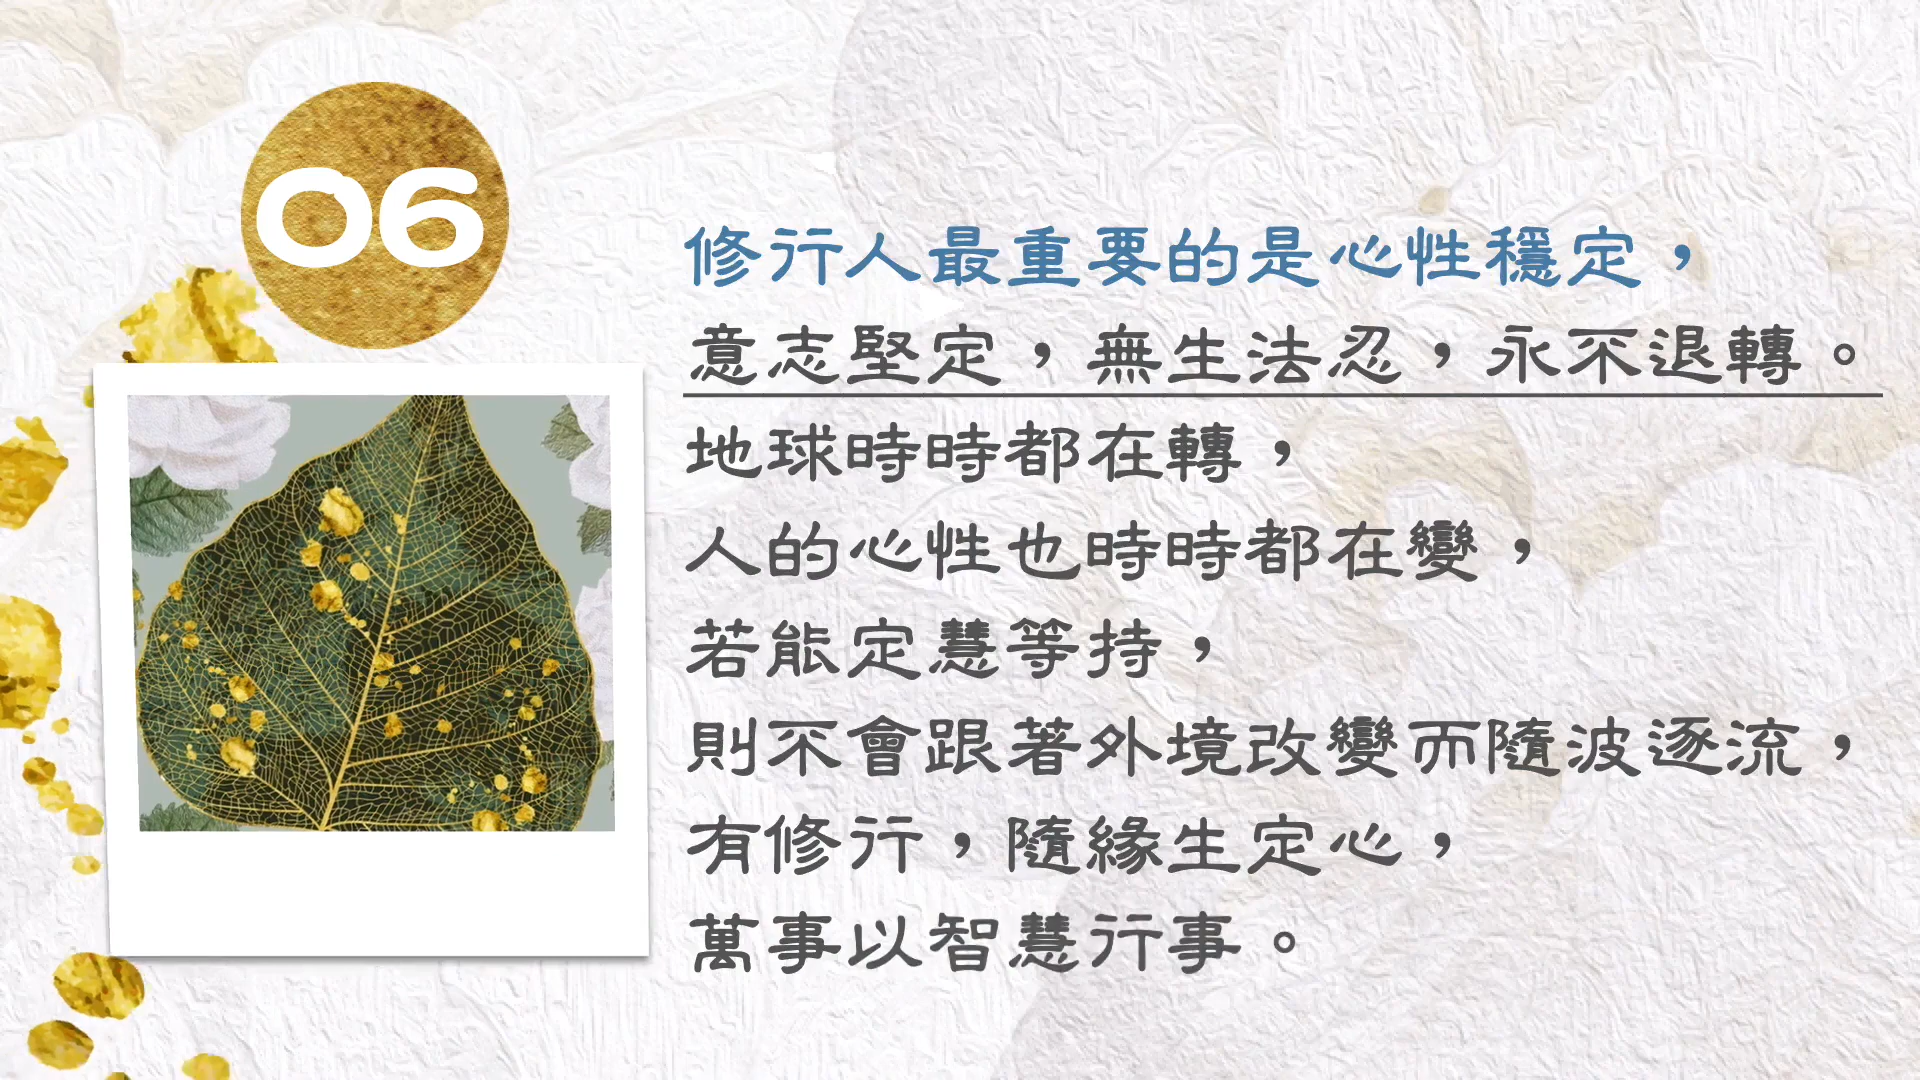 06
修行人最重要的是心性穩定，
意志堅定，無生法忍，永不退轉。
地球時時都在轉，
人的心性也時時都在變，
若能定慧等持，
則不會跟著外境改變而隨波逐流，
有修行，隨緣生定心，
萬事以智慧行事。